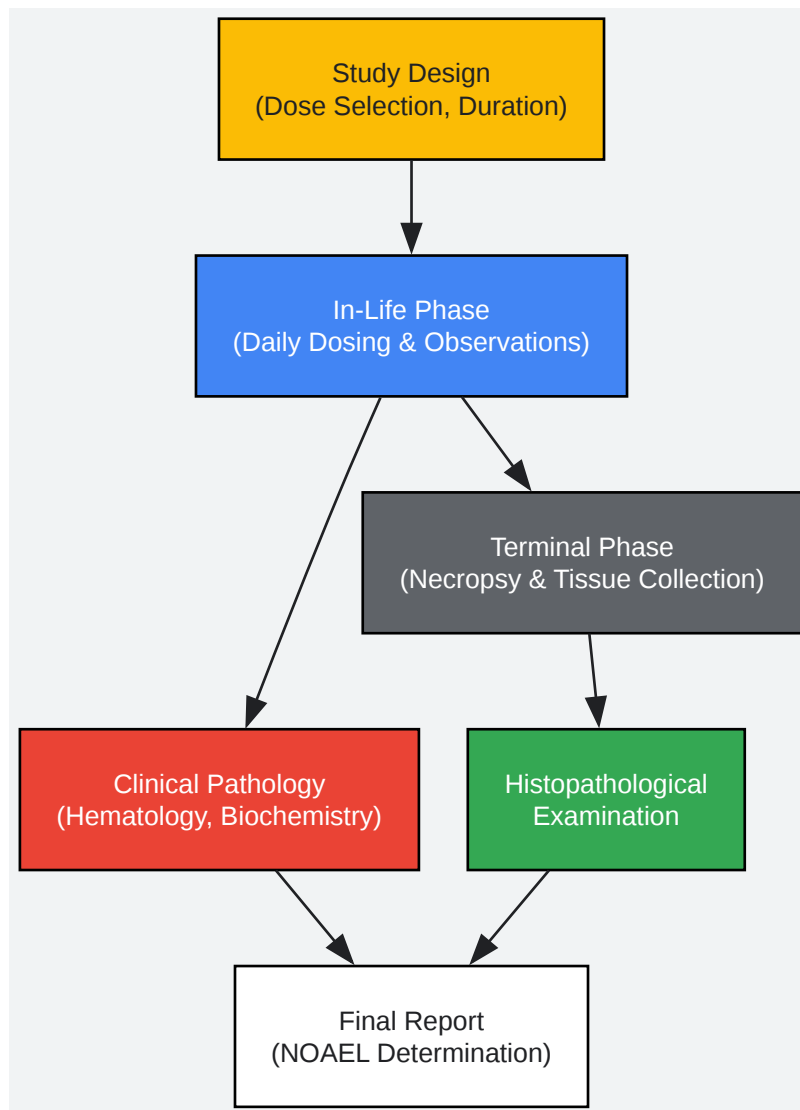 Study Design
(Dose Selection, Duration)
In-Life Phase
(Daily Dosing & Observations)
Terminal Phase
(Necropsy & Tissue Collection)
Clinical Pathology
(Hematology, Biochemistry)
Histopathological
Examination
Final Report
(NOAEL Determination)